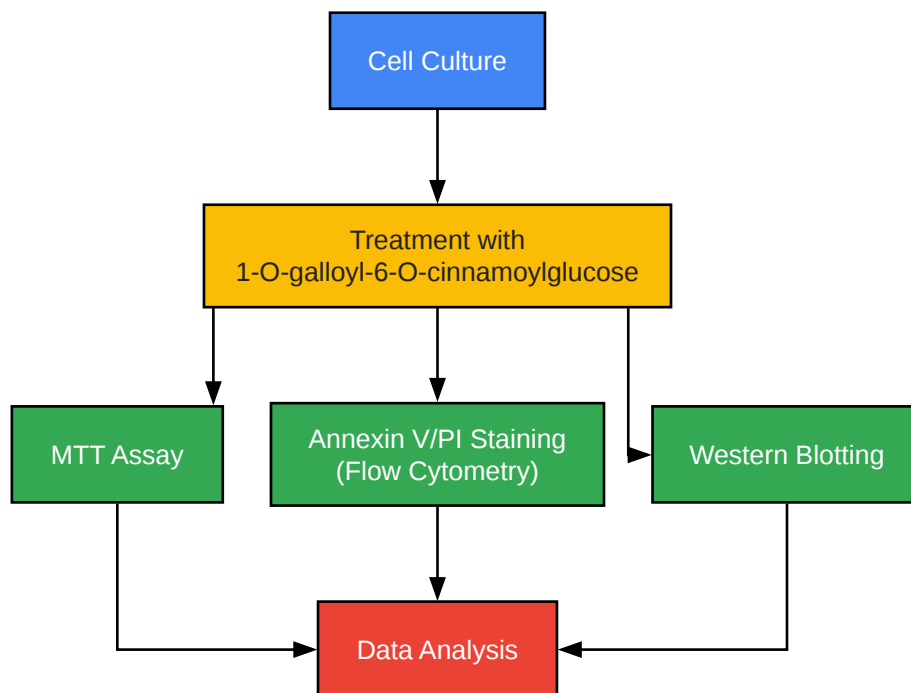 Cell Culture
Treatment with
1-O-galloyl-6-O-cinnamoylglucose
MTT Assay
Annexin V/PI Staining
(Flow Cytometry)
Western Blotting
Data Analysis